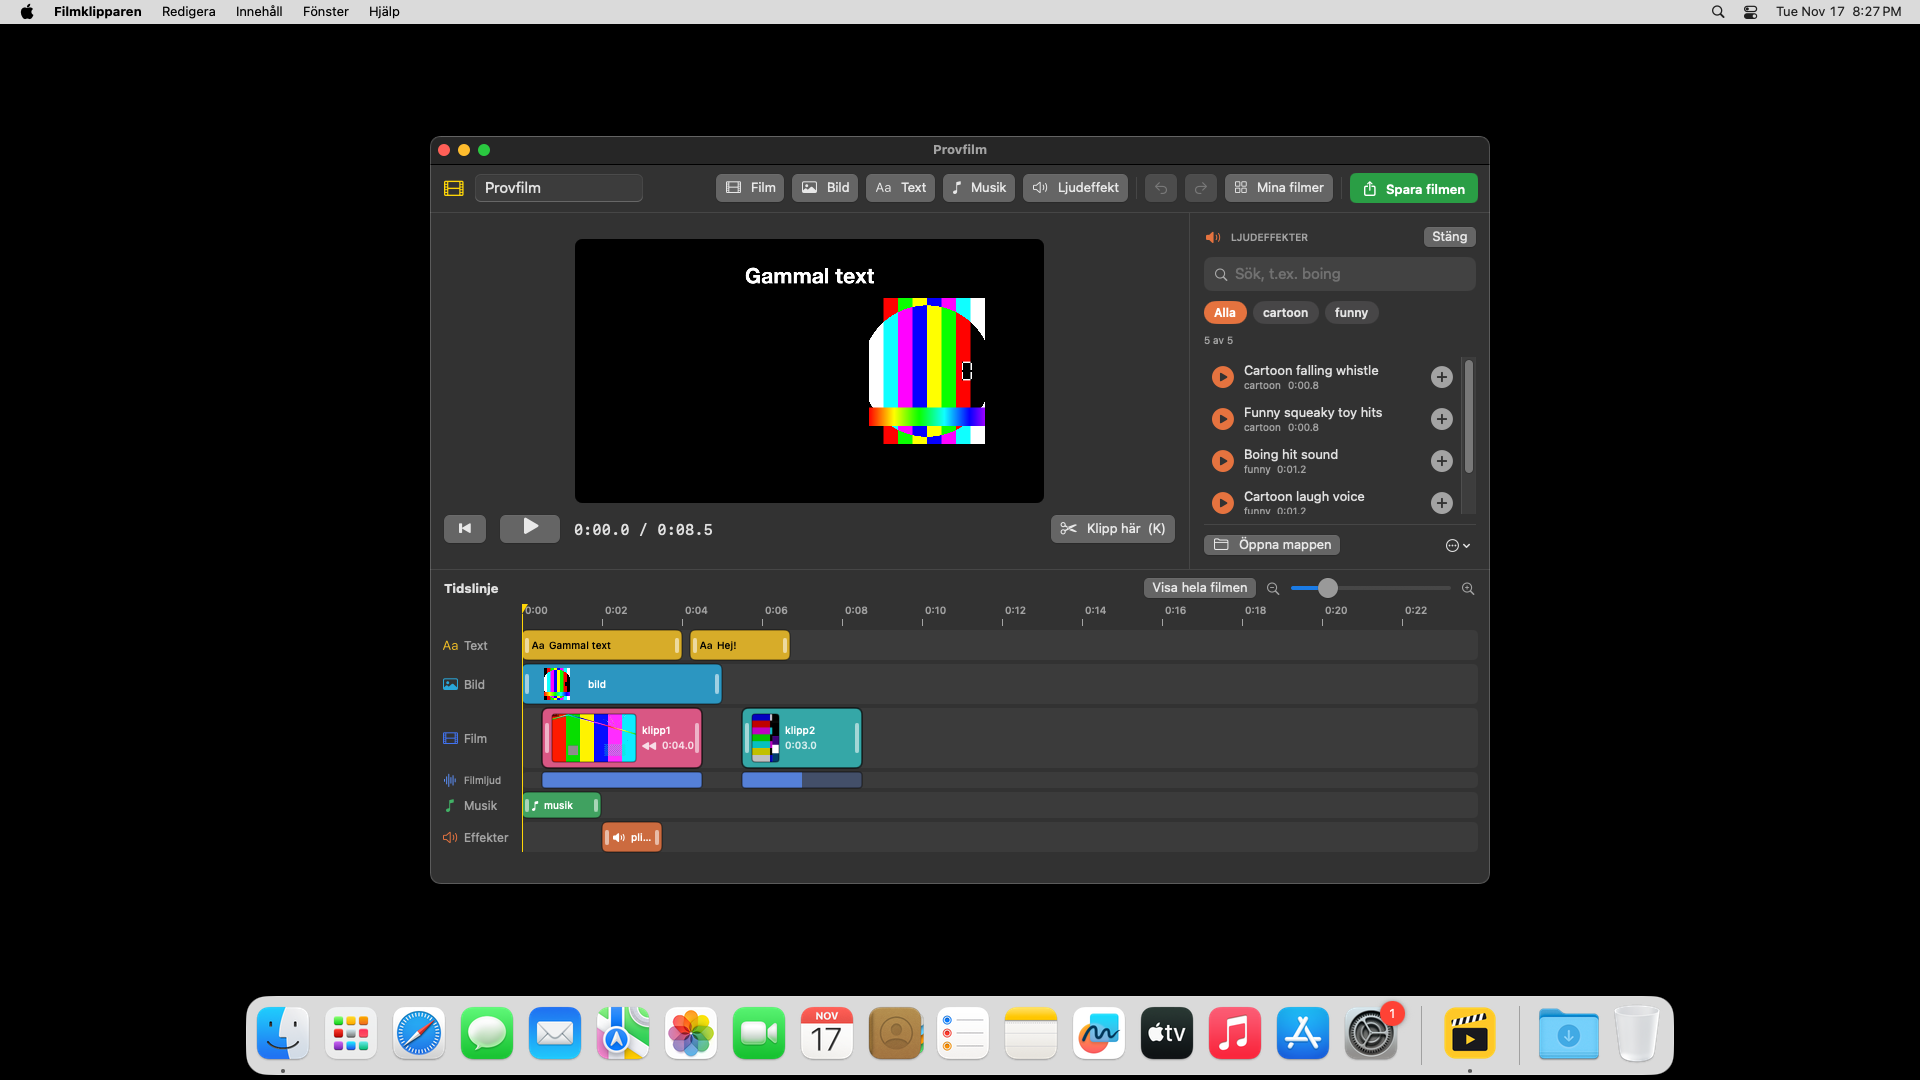 Filmklipparen Redigera Innehåll Fönster Hjälp Tue Nov 17 8:27 PM
Provfilm
Provfilm Film Bild Aa Text Musik Ljudeffekt Mina filmer Spara filmen
Gammal text
LJUDEFFEKTER Stäng
Sök, t.ex. boing
Alla cartoon funny
5 av 5
Cartoon falling whistle
cartoon 0:00.8
Funny squeaky toy hits
cartoon 0:00.8
Boing hit sound
funny 0:01.2
Cartoon laugh voice
funny 0:01.2
Öppna mappen
0:00.0 / 0:08.5 Klipp här (K)
Tidslinje Visa hela filmen
0:00 0:02 0:04 0:06 0:08 0:10 0:12 0:14 0:16 0:18 0:20 0:22
Aa Text Aa Gammal text Aa Hej!
Bild bild
Film klipp1 0:04.0 klipp2 0:03.0
Filmljud
Musik musik
Effekter pli...
NOV
17
tv
1